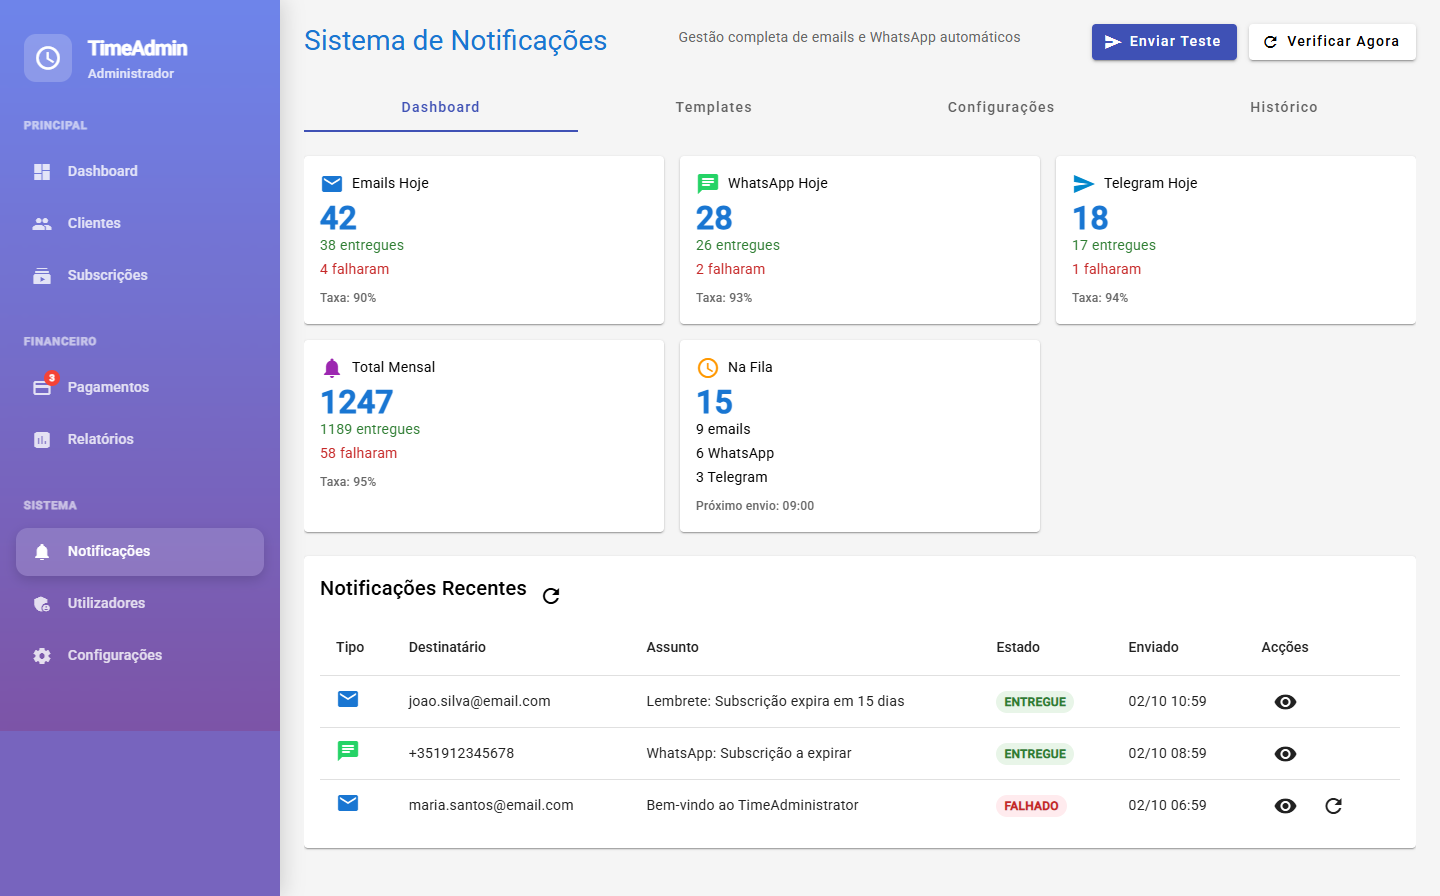 TimeAdmin
Administrador
PRINCIPAL
Dashboard
Clientes
Subscrições
FINANCEIRO
3
Pagamentos
Relatórios
SISTEMA
Notificações
Utilizadores
Configurações
Sistema de Notificações
Gestão completa de emails e WhatsApp automáticos
Enviar Teste
Verificar Agora
Dashboard
Templates
Configurações
Histórico
Emails Hoje
42
38 entregues
4 falharam
Taxa: 90%
WhatsApp Hoje
28
26 entregues
2 falharam
Taxa: 93%
Telegram Hoje
18
17 entregues
1 falharam
Taxa: 94%
Total Mensal
1247
1189 entregues
58 falharam
Taxa: 95%
Na Fila
15
9 emails
6 WhatsApp
3 Telegram
Próximo envio: 09:00
Notificações Recentes
Tipo Destinatário Assunto Estado Enviado Acções
joao.silva@email.com Lembrete: Subscrição expira em 15 dias ENTREGUE 02/10 10:59
+351912345678 WhatsApp: Subscrição a expirar ENTREGUE 02/10 08:59
maria.santos@email.com Bem-vindo ao TimeAdministrator FALHADO 02/10 06:59